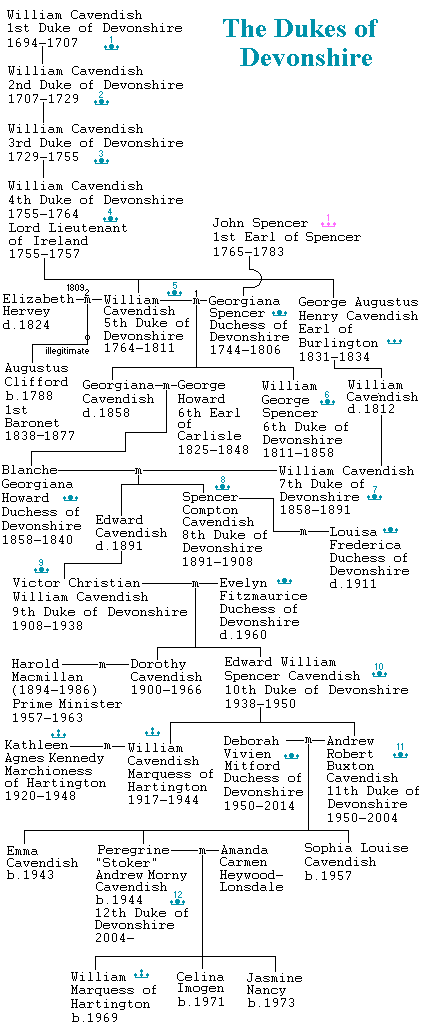 The Dukes of
Devonshire
William Cavendish
1st Duke of Devonshire
1694–1707
1
William Cavendish
2nd Duke of Devonshire
1707–1729
2
William Cavendish
3rd Duke of Devonshire
1729–1755
3
William Cavendish
4th Duke of Devonshire
1755–1764
4
Lord Lieutenant
of Ireland
1755–1757
John Spencer
1
1st Earl of Spencer
1765–1783
Elizabeth
Hervey
d.1824
1809
2
m
William
Cavendish
5th Duke of
Devonshire
1764–1811
5
1
m
Georgiana
Spencer
Duchess of
Devonshire
1744–1806
George Augustus
Henry Cavendish
Earl of
Burlington
1831–1834
illegitimate
Augustus
Clifford
b.1788
1st
Baronet
1838–1877
Georgiana
Cavendish
d.1858
m
George
Howard
6th Earl
of
Carlisle
1825–1848
William
George
Spencer
6th Duke of
Devonshire
1811–1858
6
William
Cavendish
d.1812
Blanche
Georgiana
Howard
Duchess of
Devonshire
1858–1840
m
William Cavendish
7th Duke of
Devonshire
1858–1891
7
Edward
Cavendish
d.1891
8
Spencer
Compton
Cavendish
8th Duke of
Devonshire
1891–1908
m
Louisa
Frederica
Duchess of
Devonshire
d.1911
9
Victor Christian
William Cavendish
9th Duke of Devonshire
1908–1938
m
Evelyn
Fitzmaurice
Duchess of
Devonshire
d.1960
Harold
Macmillan
(1894–1986)
Prime Minister
1957–1963
m
Dorothy
Cavendish
1900–1966
Edward William
Spencer Cavendish
10th Duke of Devonshire
1938–1950
10
Kathleen
Agnes Kennedy
Marchioness
of Hartington
1920–1948
m
William
Cavendish
Marquess of
Hartington
1917–1944
Deborah
Vivien
Mitford
Duchess of
Devonshire
1950–2014
m
Andrew
Robert
Buxton
Cavendish
11th Duke of
Devonshire
1950–2004
11
Emma
Cavendish
b.1943
Peregrine
"Stoker"
Andrew Morny
Cavendish
b.1944
12
12th Duke of
Devonshire
2004–
m
Amanda
Carmen
Heywood–
Lonsdale
Sophia Louise
Cavendish
b.1957
William
Marquess of
Hartington
b.1969
Celina
Imogen
b.1971
Jasmine
Nancy
b.1973